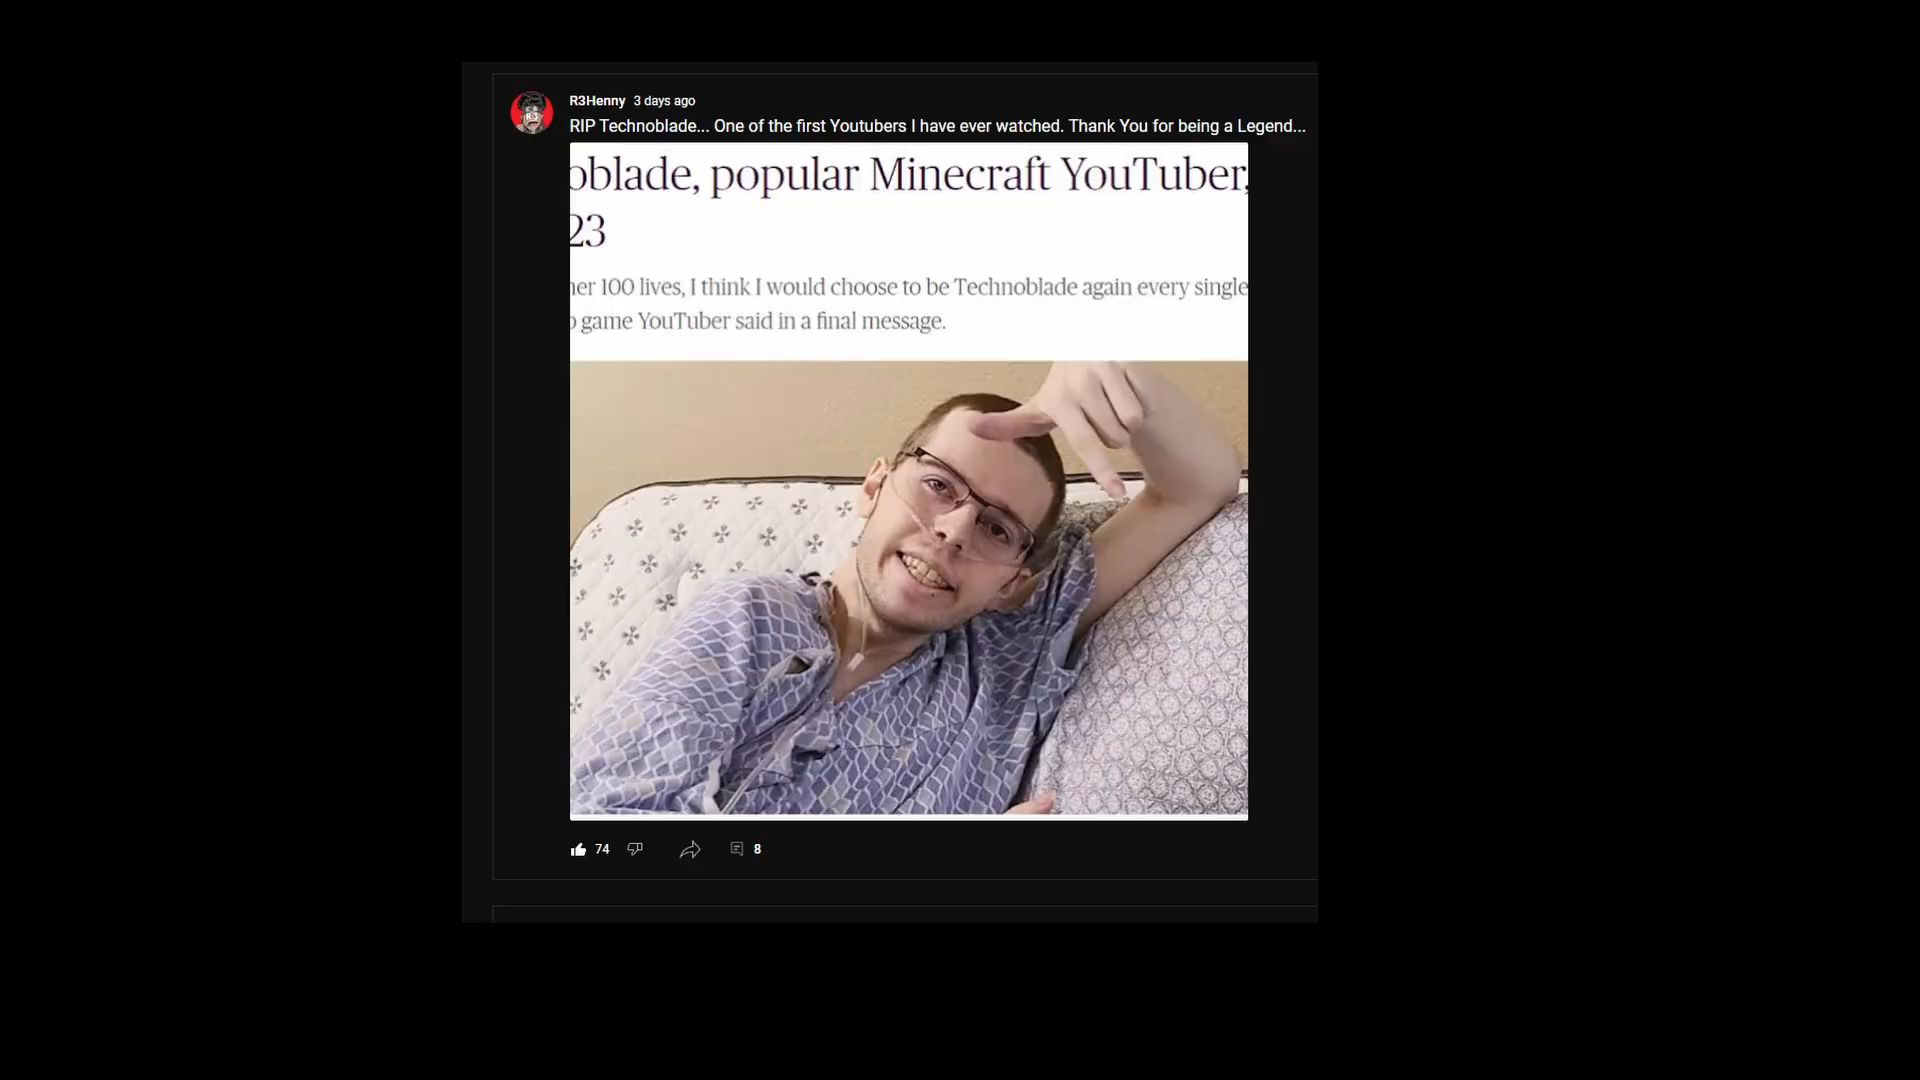 R3Henny 3 days ago
RIP Technoblade... One of the first Youtubers I have ever watched. Thank You for being a Legend...
oblade, popular Minecraft YouTuber,
23
her 100 lives, I think I would choose to be Technoblade again every single
game YouTuber said in a final message.
74 8